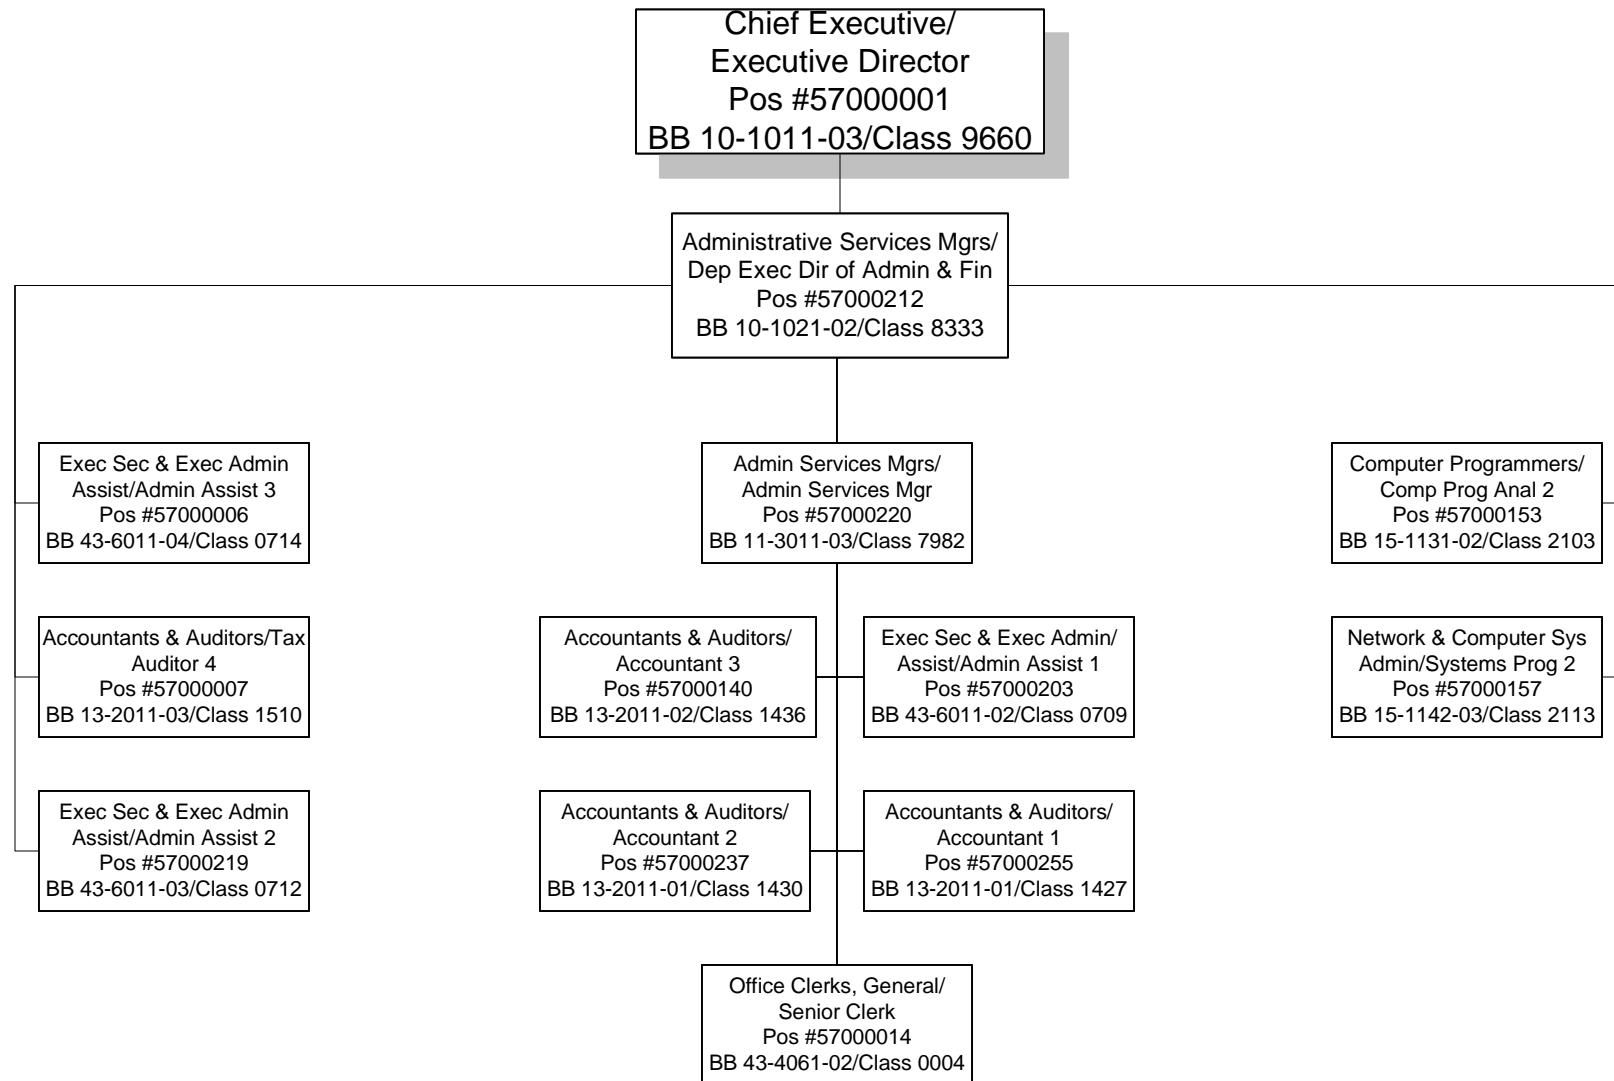 Chief Executive/
Executive Director
Pos #57000001
BB 10-1011-03/Class 9660
Administrative Services Mgrs/
Dep Exec Dir of Admin & Fin
Pos #57000212
BB 10-1021-02/Class 8333
Exec Sec & Exec Admin
Assist/Admin Assist 3
Pos #57000006
BB 43-6011-04/Class 0714
Admin Services Mgrs/
Admin Services Mgr
Pos #57000220
BB 11-3011-03/Class 7982
Computer Programmers/
Comp Prog Anal 2
Pos #57000153
BB 15-1131-02/Class 2103
Accountants & Auditors/Tax
Auditor 4
Pos #57000007
BB 13-2011-03/Class 1510
Accountants & Auditors/
Accountant 3
Pos #57000140
BB 13-2011-02/Class 1436
Exec Sec & Exec Admin/
Assist/Admin Assist 1
Pos #57000203
BB 43-6011-02/Class 0709
Network & Computer Sys
Admin/Systems Prog 2
Pos #57000157
BB 15-1142-03/Class 2113
Exec Sec & Exec Admin
Assist/Admin Assist 2
Pos #57000219
BB 43-6011-03/Class 0712
Accountants & Auditors/
Accountant 2
Pos #57000237
BB 13-2011-01/Class 1430
Accountants & Auditors/
Accountant 1
Pos #57000255
BB 13-2011-01/Class 1427
Office Clerks, General/
Senior Clerk
Pos #57000014
BB 43-4061-02/Class 0004